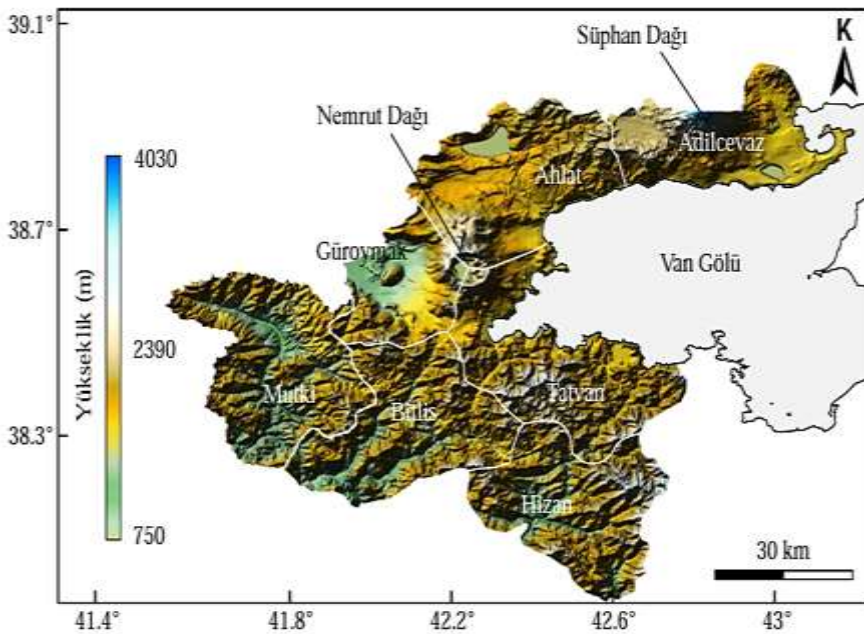 39.1°
38.7°
38.3°
Süphan Dağı
K
Nemrut Dağı
Adilcevaz
Ahlat
Güroymak
Van Gölü
Mutki
Bitlis
Tatvan
Hizan
Yükseklik (m)
4030
2390
750
30 km
41.4°
41.8°
42.2°
42.6°
43°